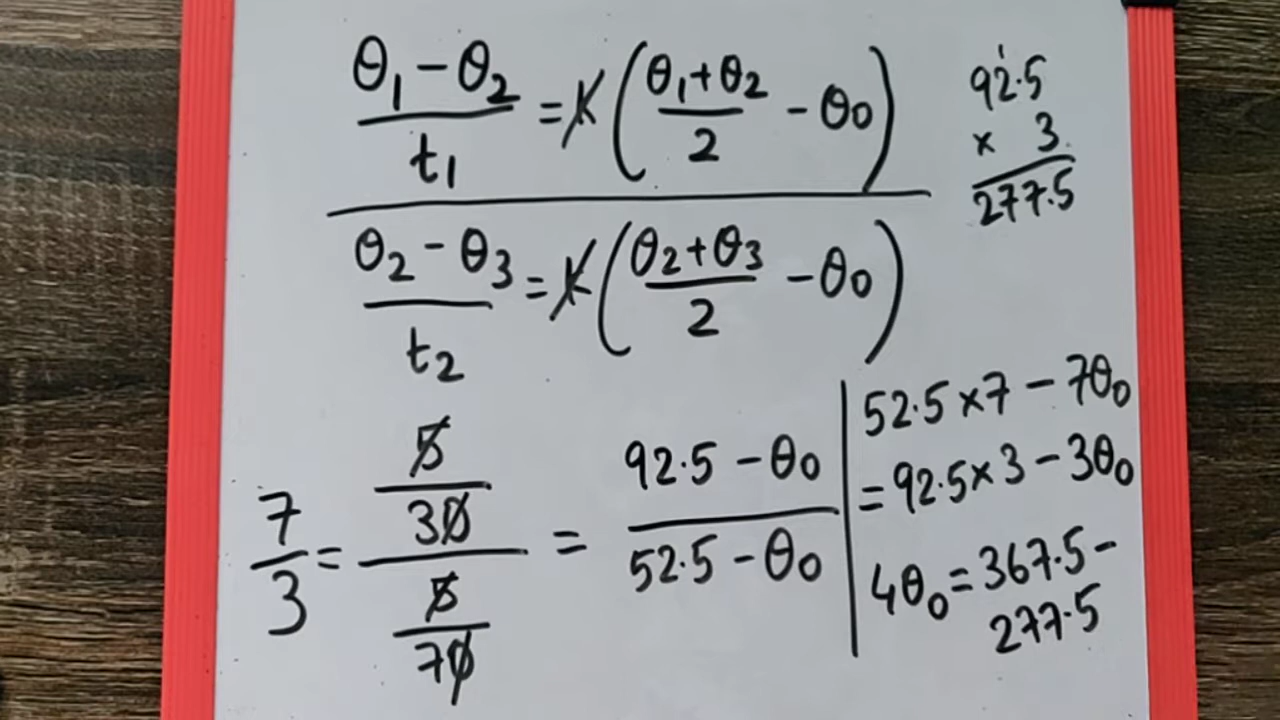 θ₁ - θ₂ / t₁ = K ( θ₁+θ₂ / 2 - θ₀ )
θ₂ - θ₃ / t₂ = K ( θ₂+θ₃ / 2 - θ₀ )
92.5
× 3
277.5
7/3 = 5/30 / 5/70 = 92.5 - θ₀ / 52.5 - θ₀
52.5 × 7 - 7θ₀
= 92.5 × 3 - 3θ₀
4θ₀ = 367.5 -
277.5